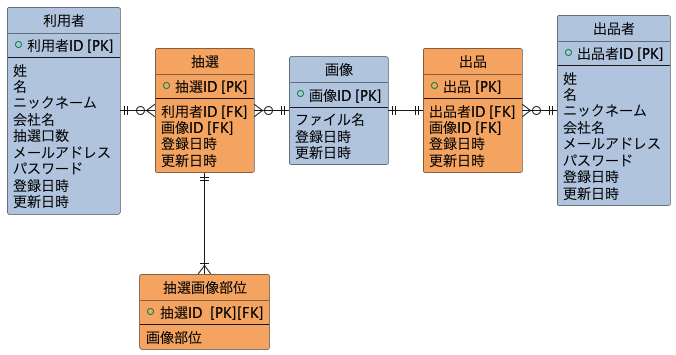 利用者
利用者ID [PK]
姓
名
ニックネーム
会社名
抽選口数
メールアドレス
パスワード
登録日時
更新日時
抽選
抽選ID [PK]
利用者ID [FK]
画像ID [FK]
登録日時
更新日時
画像
画像ID [PK]
ファイル名
登録日時
更新日時
出品
出品 [PK]
出品者ID [FK]
画像ID [FK]
登録日時
更新日時
出品者
出品者ID [PK]
姓
名
ニックネーム
会社名
メールアドレス
パスワード
登録日時
更新日時
抽選画像部位
抽選ID  [PK][FK]
画像部位